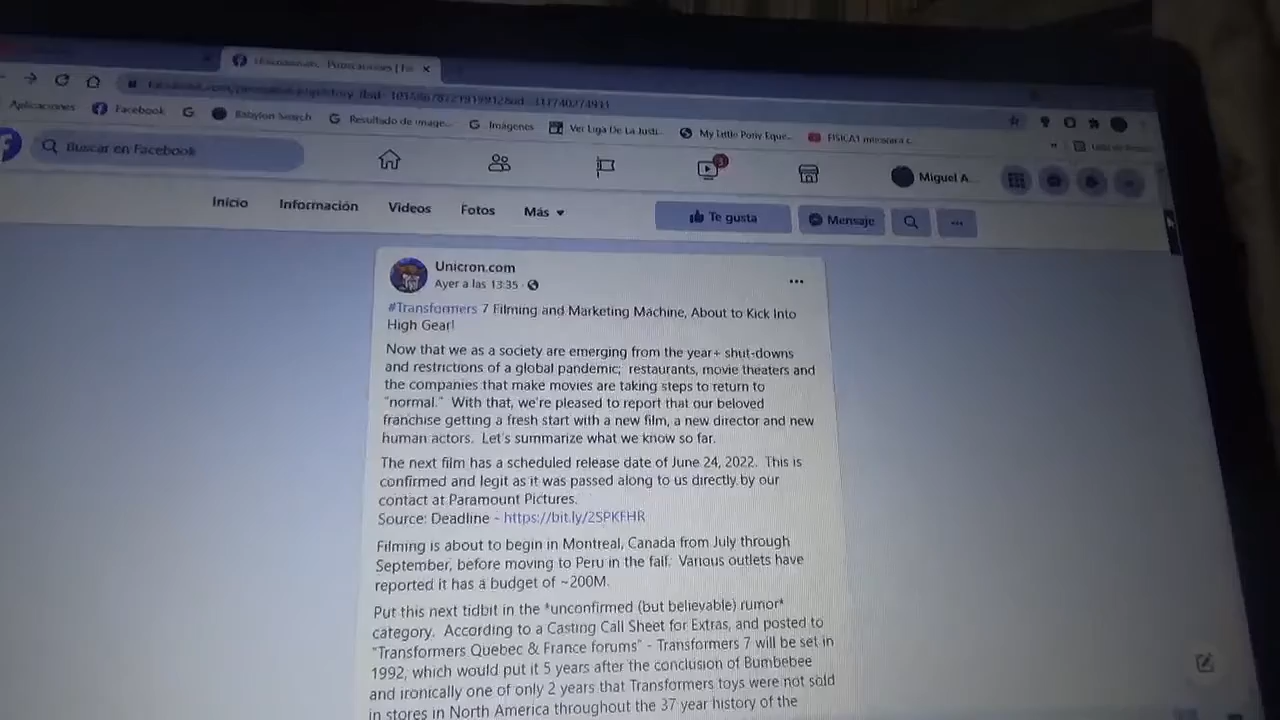 Aplicaciones Facebook G Babylon Search G Resultado de image... G Imágenes Ver Liga De La Justi... My Little Pony Eque...
Buscar en Facebook
3
Miguel A...
Inicio Información Videos Fotos Más
Te gusta Mensaje
Unicron.com
Ayer a las 13:35
#Transformers 7 Filming and Marketing Machine, About to Kick Into
High Gear!
Now that we as a society are emerging from the year+ shut-downs
and restrictions of a global pandemic; restaurants, movie theaters and
the companies that make movies are taking steps to return to
"normal." With that, we're pleased to report that our beloved
franchise getting a fresh start with a new film, a new director and new
human actors. Let's summarize what we know so far.
The next film has a scheduled release date of June 24, 2022. This is
confirmed and legit as it was passed along to us directly by our
contact at Paramount Pictures.
Source: Deadline - https://bit.ly/2SPKFHR
Filming is about to begin in Montreal, Canada from July through
September, before moving to Peru in the fall. Various outlets have
reported it has a budget of ~200M.
Put this next tidbit in the *unconfirmed (but believable) rumor*
category. According to a Casting Call Sheet for Extras, and posted to
"Transformers Quebec & France forums" - Transformers 7 will be set in
1992, which would put it 5 years after the conclusion of Bumbebee
and ironically one of only 2 years that Transformers toys were not sold
in stores in North America throughout the 37 year history of the